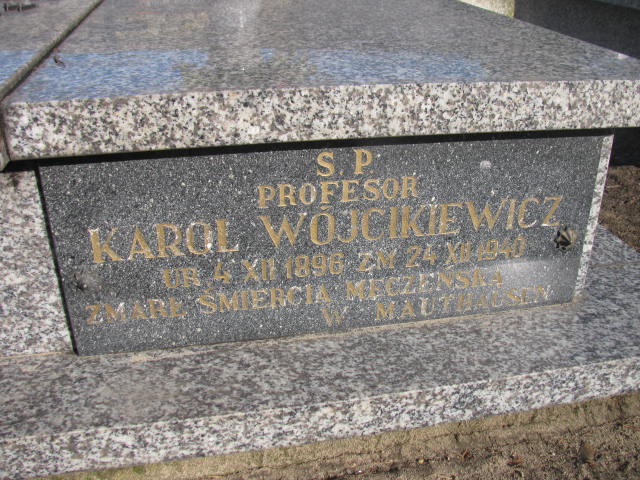 Ś. P.
PROFESOR
KAROL WÓJCIKIEWICZ
UR. 4 XII 1896 ZM. 24 XII 1940
ZMARŁ ŚMIERCIĄ MĘCZEŃSKĄ
W MAUTHAUSEN